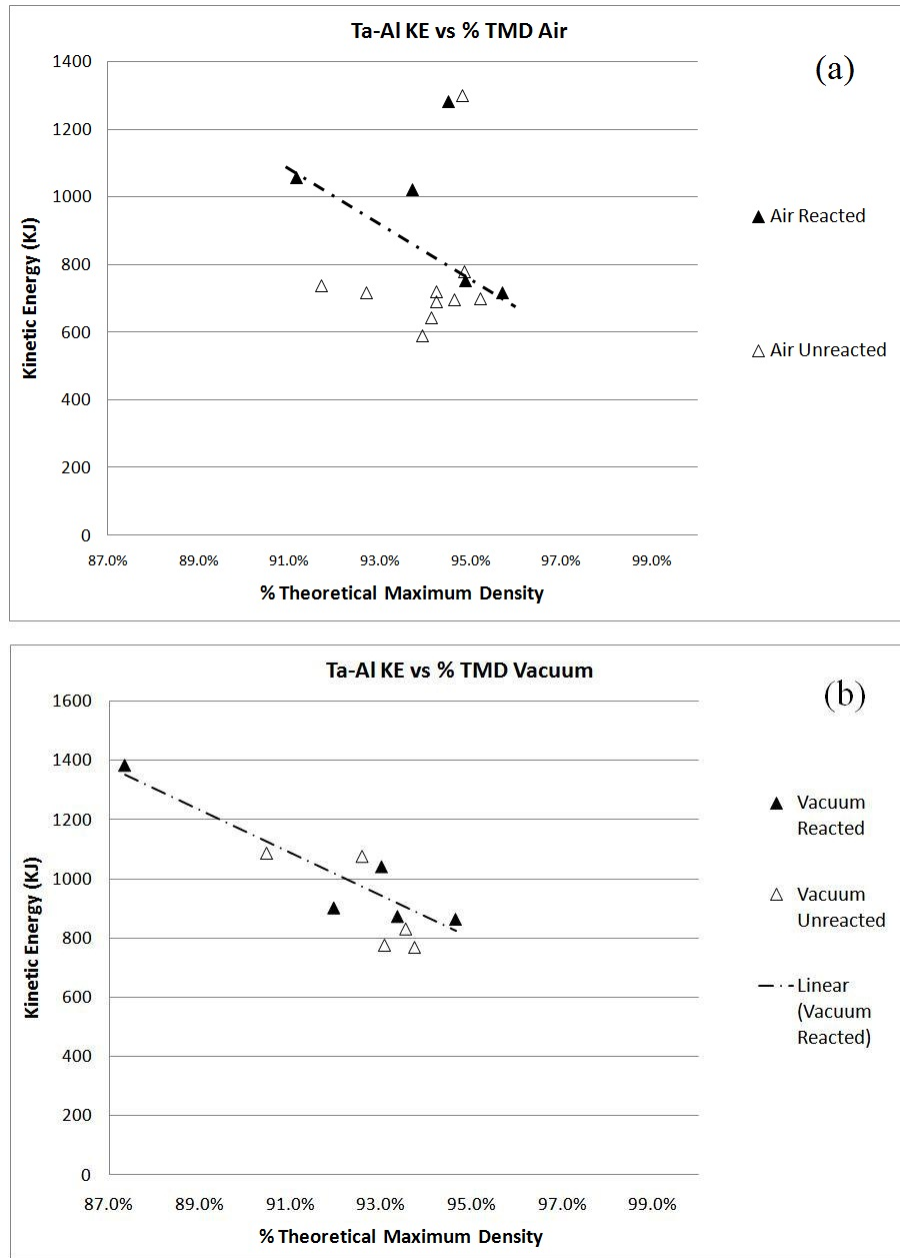 Ta-Al KE vs % TMD Air
(a)
1400
1200
1000
800
600
400
200
0
Kinetic Energy (KJ)
87.0% 89.0% 91.0% 93.0% 95.0% 97.0% 99.0%
% Theoretical Maximum Density
Air Reacted
Air Unreacted
Ta-Al KE vs % TMD Vacuum
(b)
1600
1400
1200
1000
800
600
400
200
0
Kinetic Energy (KJ)
87.0% 89.0% 91.0% 93.0% 95.0% 97.0% 99.0%
% Theoretical Maximum Density
Vacuum
Reacted
Vacuum
Unreacted
Linear
(Vacuum
Reacted)